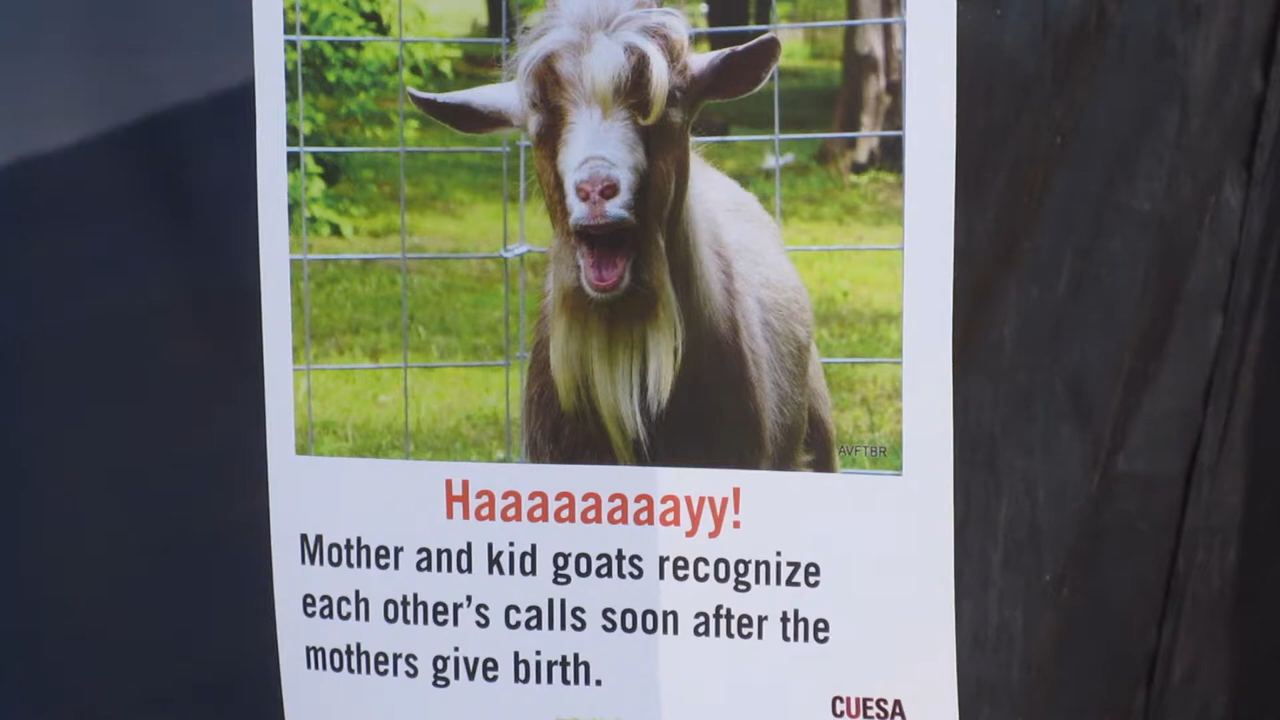 AVFTBR
Haaaaaaaayy!
Mother and kid goats recognize
each other's calls soon after the
mothers give birth.
CUESA